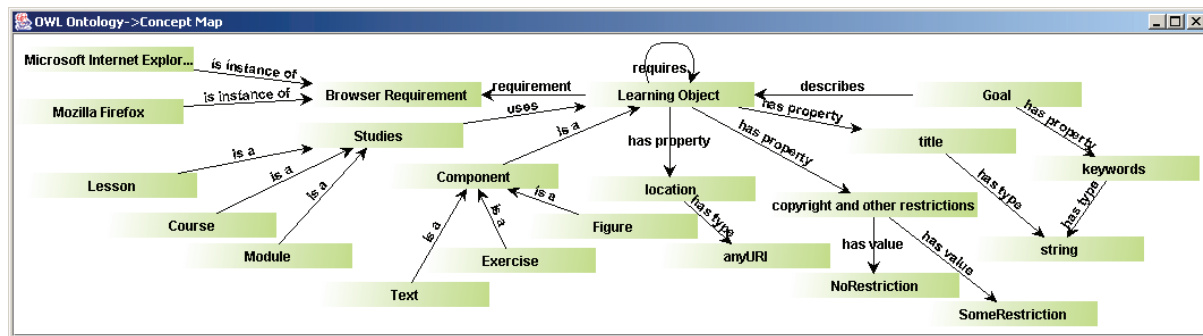 OWL Ontology->Concept Map
Microsoft Internet Explor...
is instance of
requires
requirement
describes
Browser Requirement
Learning Object
Goal
is instance of
Mozilla Firefox
uses
has property
has property
Studies
is a
has property
has property
title
is a
Lesson
is a
is a
Component
location
has type
keywords
is a
is a
is a
has type
copyright and other restrictions
has type
Course
Figure
has value
has value
string
Module
Exercise
anyURI
Text
NoRestriction
SomeRestriction